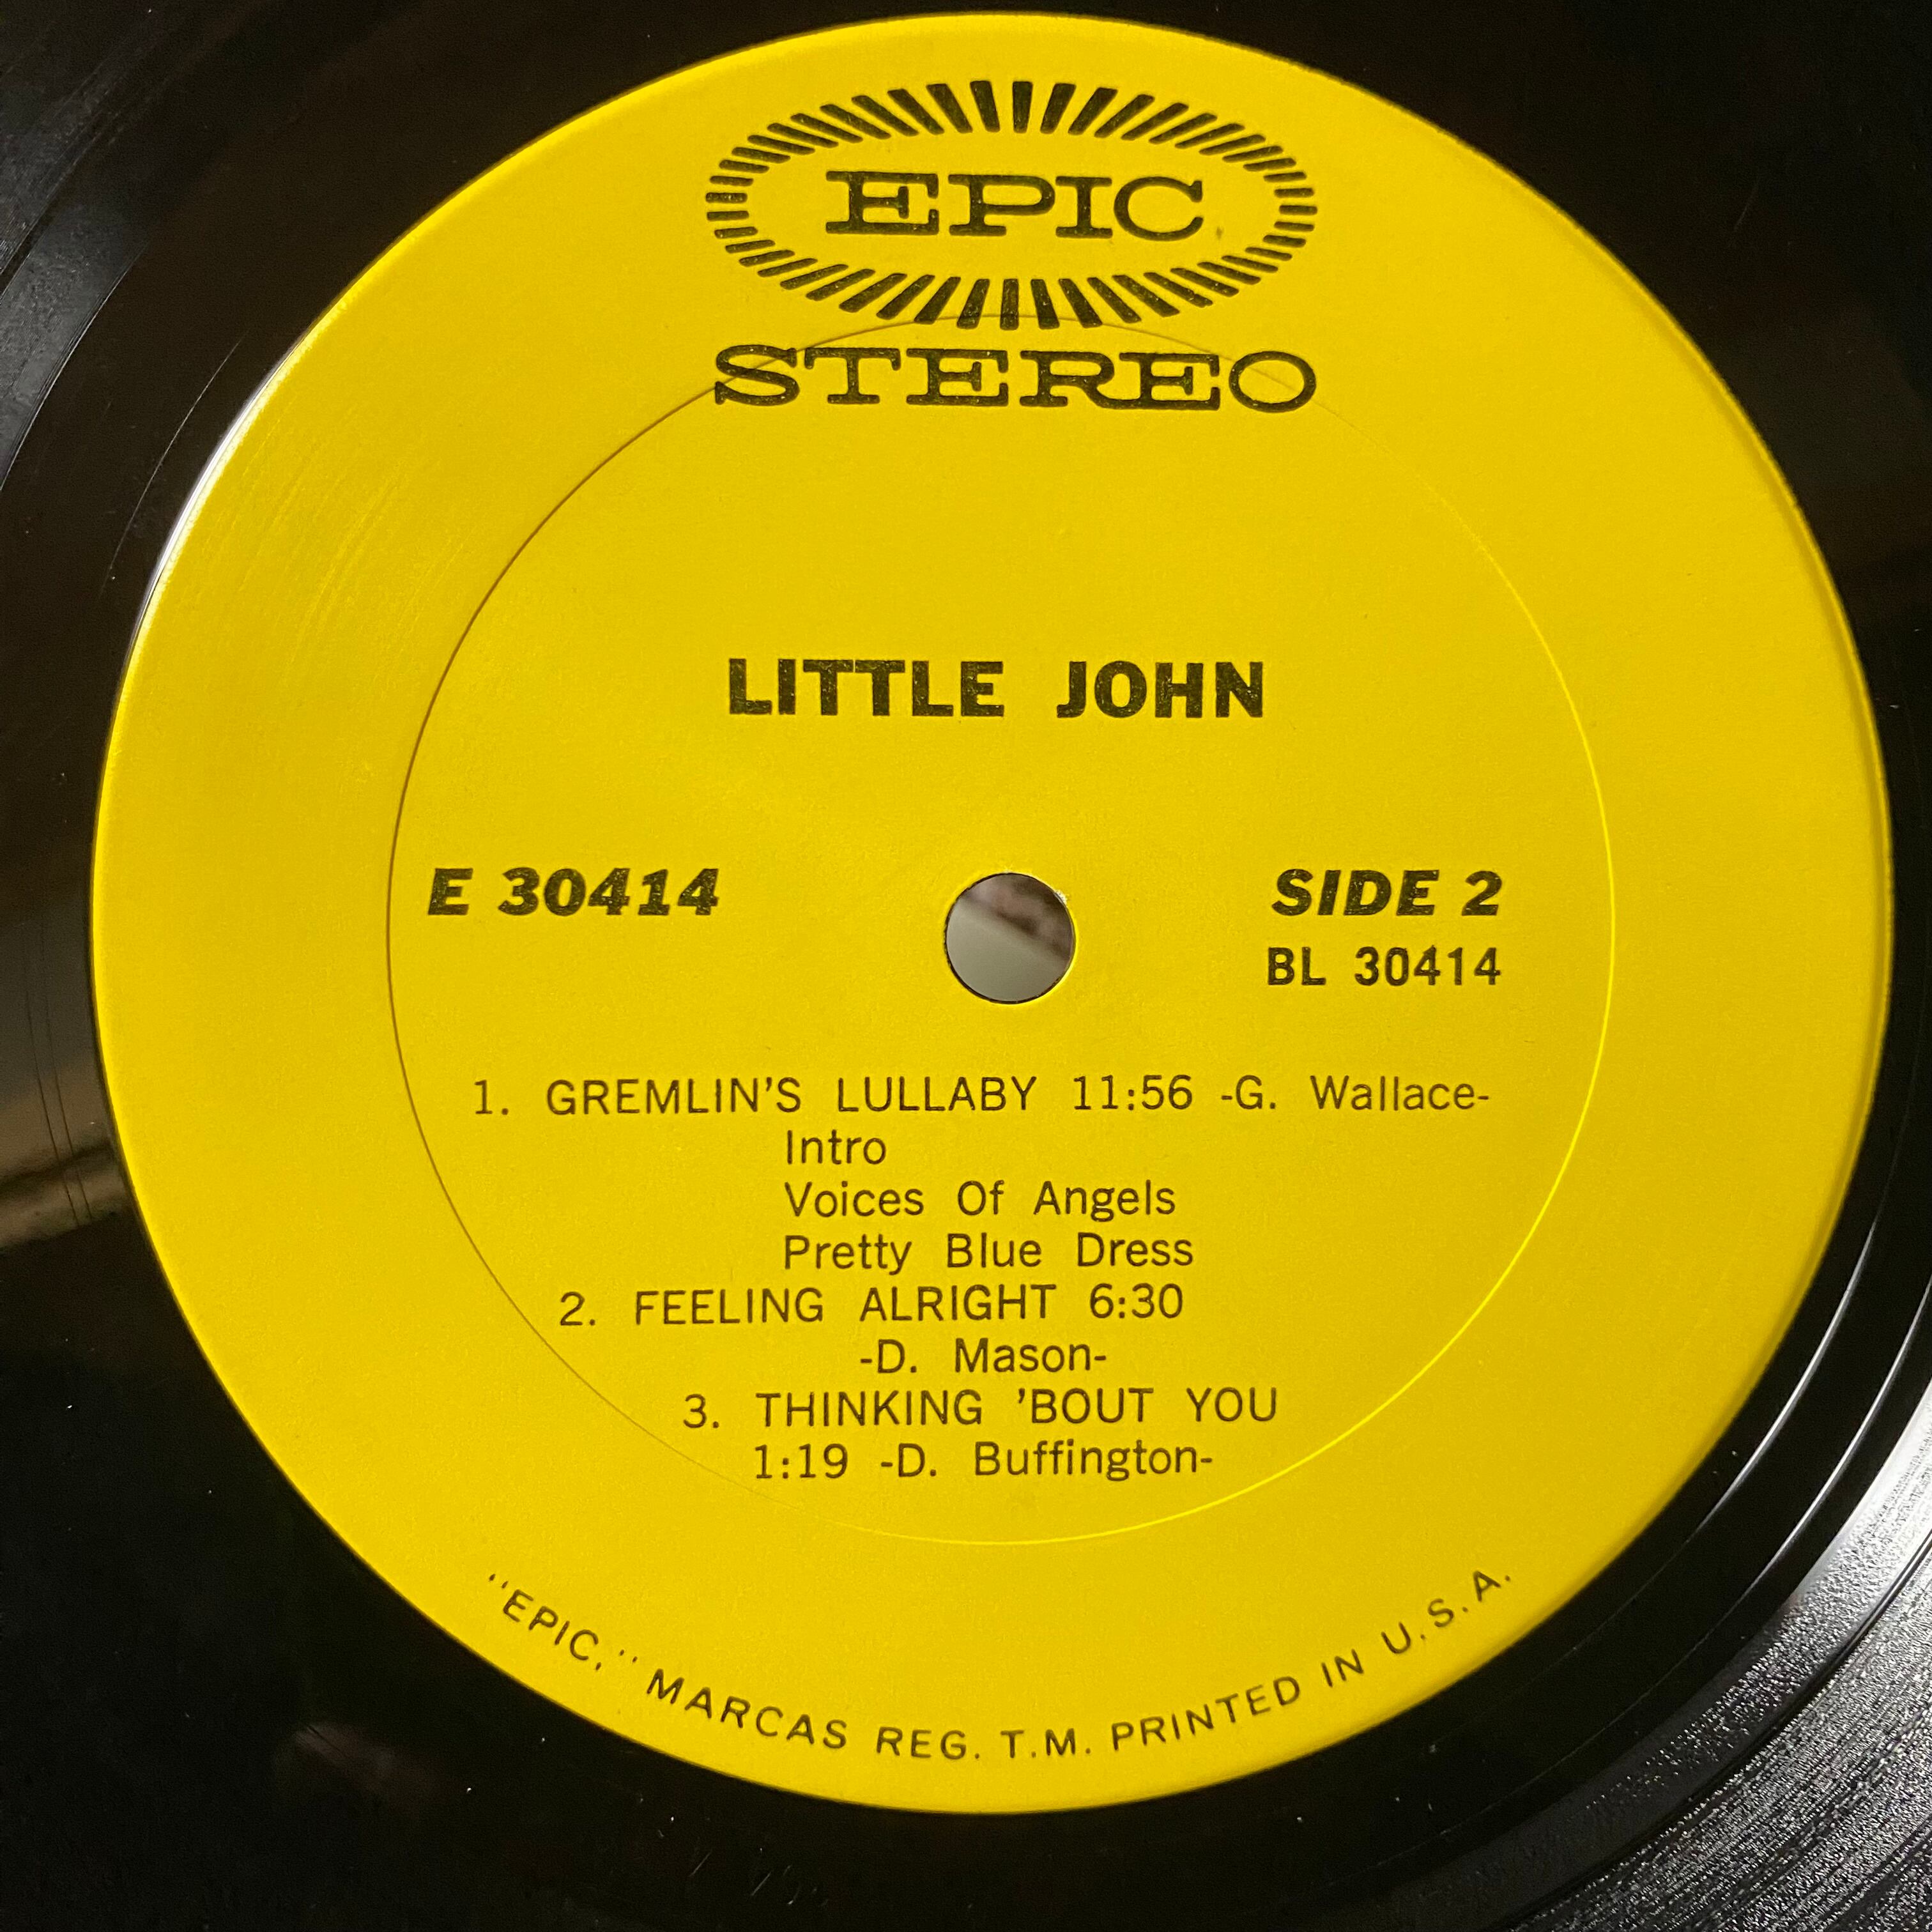 EPIC
STEREO
LITTLE JOHN
E 30414
SIDE 2
BL 30414
1. GREMLIN'S LULLABY 11:56 -G. Wallace-
Intro
Voices Of Angels
Pretty Blue Dress
2. FEELING ALRIGHT 6:30
-D. Mason-
3. THINKING 'BOUT YOU
1:19 -D. Buffington-
"EPIC," MARCAS REG. T.M. PRINTED IN U.S.A.